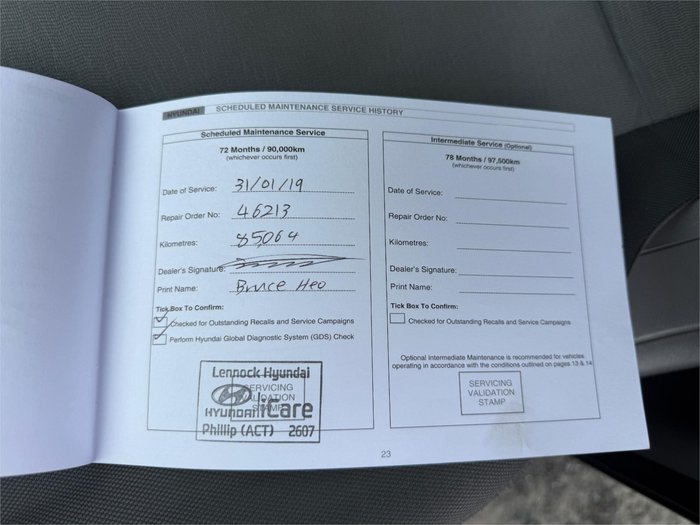 HYUNDAI SCHEDULED MAINTENANCE SERVICE HISTORY
Scheduled Maintenance Service
72 Months / 90,000km
(whichever occurs first)
Date of Service: 31/01/19
Repair Order No: 46213
Kilometres: 85064
Dealer's Signature:
Print Name: Bruce Heo
Tick Box To Confirm:
Checked for Outstanding Recalls and Service Campaigns
Perform Hyundai Global Diagnostic System (GDS) Check
Lennock Hyundai
SERVICING
VALIDATION
STAMP
HYUNDAI iCare
Phillip (ACT) 2607
Intermediate Service (Optional)
78 Months / 97,500km
(whichever occurs first)
Date of Service:
Repair Order No:
Kilometres:
Dealer's Signature:
Print Name:
Tick Box To Confirm:
Checked for Outstanding Recalls and Service Campaigns
Optional Intermediate Maintenance is recommended for vehicles
operating in accordance with the conditions outlined on pages 13 & 14
SERVICING
VALIDATION
STAMP
23